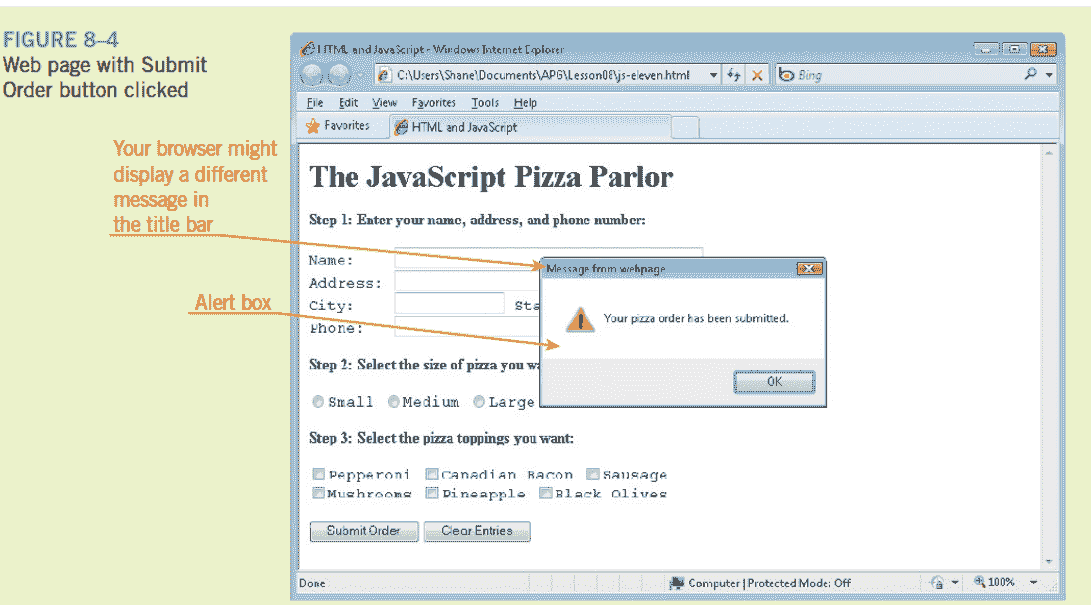 FIGURE 8–4
Web page with Submit
Order button clicked
Your browser might
display a different
message in
the title bar
Alert box
HTML and JavaScript - Windows Internet Explorer
C:\Users\Shane\Documents\AP6\Lesson08\js-eleven.html
Bing
File Edit View Favorites Tools Help
Favorites
HTML and JavaScript
The JavaScript Pizza Parlor
Step 1: Enter your name, address, and phone number:
Name:
Address:
City: Sta
Phone:
Message from webpage
Your pizza order has been submitted.
OK
Step 2: Select the size of pizza you wa
Small Medium Large
Step 3: Select the pizza toppings you want:
Pepperoni Canadian Bacon Sausage
Mushrooms Pineapple Black Olives
Submit Order Clear Entries
Done
Computer | Protected Mode: Off
100%